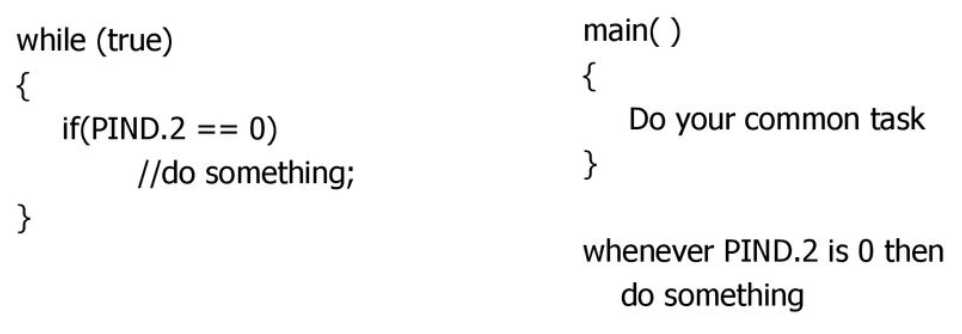 while (true)
{
if(PIND.2 == 0)
//do something;
}
main( )
{
Do your common task
}
whenever PIND.2 is 0 then
do something